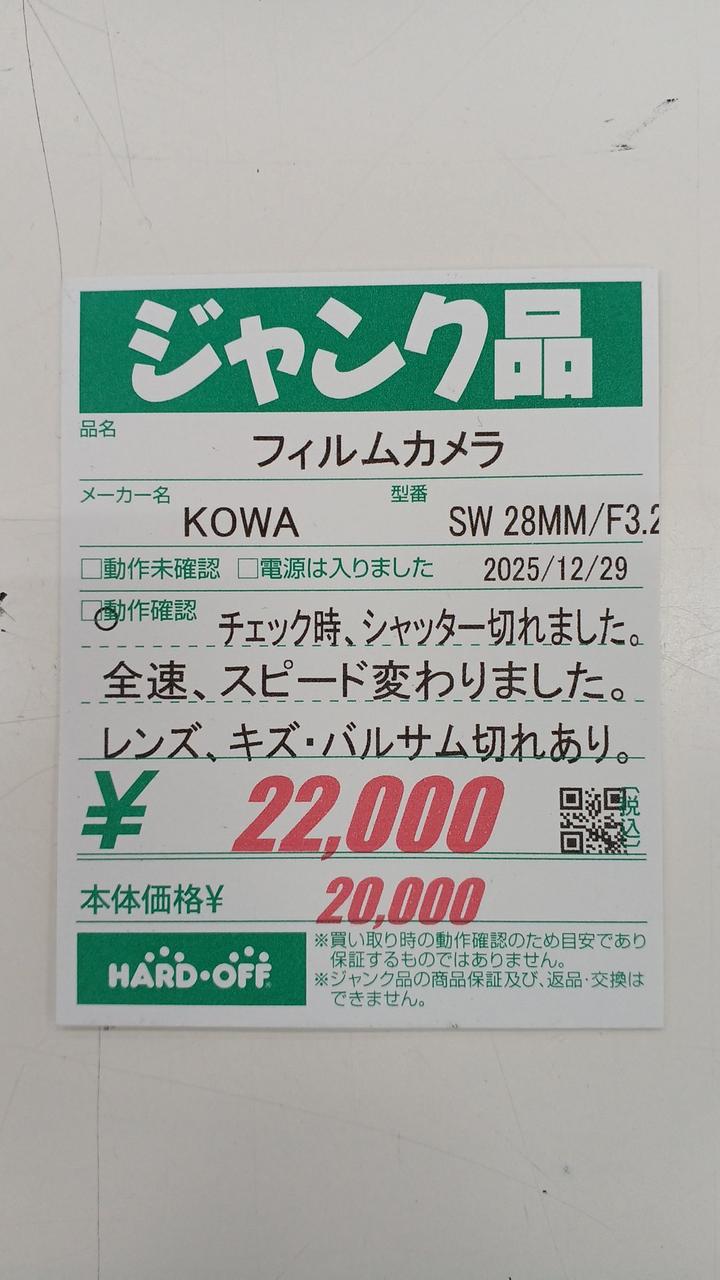 ジャンク品
品名
フィルムカメラ
メーカー名 型番
KOWA SW 28MM/F3.2
□動作未確認 □電源は入りました 2025/12/29
□動作確認 チェック時、シャッター切れました。
全速、スピード変わりました。
レンズ、キズ・バルサム切れあり。
¥ 22,000 [税込]
本体価格¥ 20,000
HARD・OFF
※買い取り時の動作確認のため目安であり
保証するものではありません。
※ジャンク品の商品保証及び、返品・交換は
できません。